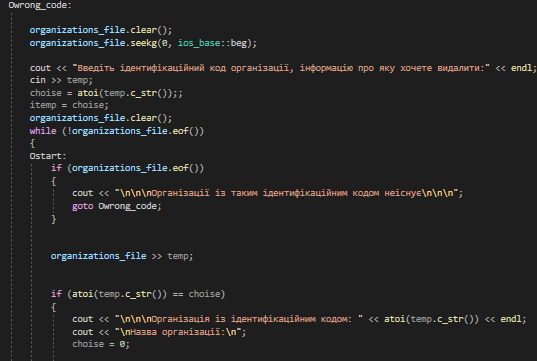 Owrong_code:
organizations_file.clear();
organizations_file.seekg(0, ios_base::beg);
cout << "Введіть ідентифікаційний код організації, інформацію про яку хочете видалити:" << endl;
cin >> temp;
choise = atoi(temp.c_str());;
itemp = choise;
organizations_file.clear();
while (!organizations_file.eof())
{
Ostart:
if (organizations_file.eof())
{
cout << "\n\n\nОрганізації із таким ідентифікаційним кодом неіснує\n\n\n";
goto Owrong_code;
}
organizations_file >> temp;
if (atoi(temp.c_str()) == choise)
{
cout << "\n\n\nОрганізація із ідентифікаційним кодом: " << atoi(temp.c_str()) << endl;
cout << "\nНазва організації:\n";
choise = 0;